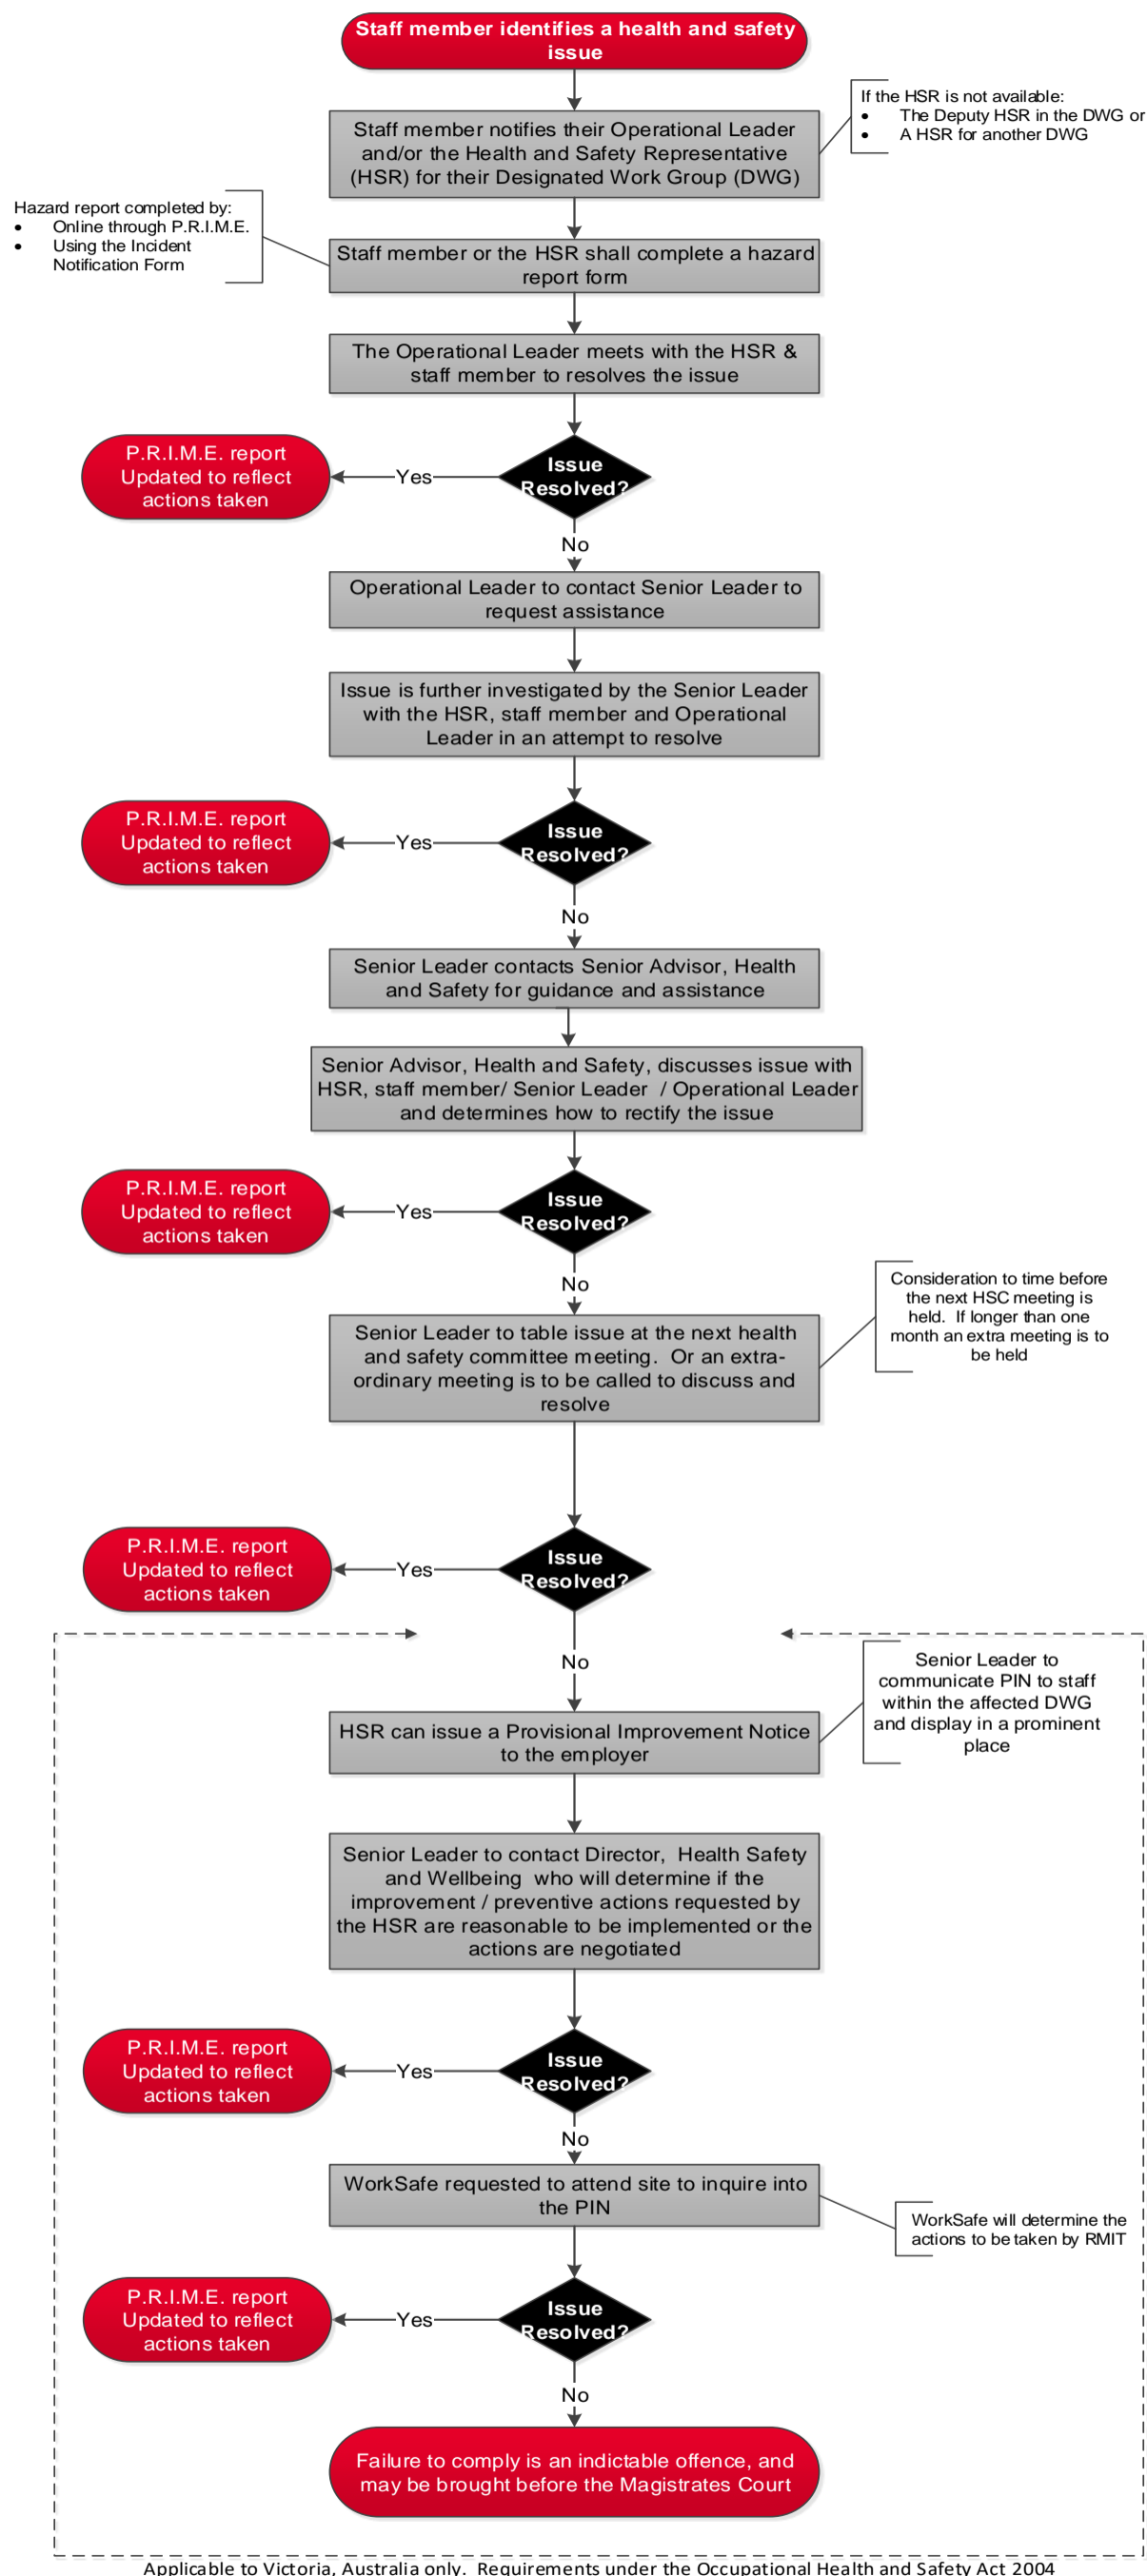 Staff member identifies a health and safety
issue
If the HSR is not available:
• The Deputy HSR in the DWG or
• A HSR for another DWG
Staff member notifies their Operational Leader
and/or the Health and Safety Representative
(HSR) for their Designated Work Group (DWG)
Hazard report completed by:
• Online through P.R.I.M.E.
• Using the Incident
Notification Form
Staff member or the HSR shall complete a hazard
report form
The Operational Leader meets with the HSR &
staff member to resolves the issue
Issue
Resolved?
Yes
P.R.I.M.E. report
Updated to reflect
actions taken
No
Operational Leader to contact Senior Leader to
request assistance
Issue is further investigated by the Senior Leader
with the HSR, staff member and Operational
Leader in an attempt to resolve
Issue
Resolved?
Yes
P.R.I.M.E. report
Updated to reflect
actions taken
No
Senior Leader contacts Senior Advisor, Health
and Safety for guidance and assistance
Senior Advisor, Health and Safety, discusses issue with
HSR, staff member/ Senior Leader / Operational Leader
and determines how to rectify the issue
Issue
Resolved?
Yes
P.R.I.M.E. report
Updated to reflect
actions taken
No
Senior Leader to table issue at the next health
and safety committee meeting. Or an extra-
ordinary meeting is to be called to discuss and
resolve
Consideration to time before
the next HSC meeting is
held. If longer than one
month an extra meeting is to
be held
Issue
Resolved?
Yes
P.R.I.M.E. report
Updated to reflect
actions taken
No
HSR can issue a Provisional Improvement Notice
to the employer
Senior Leader to
communicate PIN to staff
within the affected DWG
and display in a prominent
place
Senior Leader to contact Director, Health Safety
and Wellbeing who will determine if the
improvement / preventive actions requested by
the HSR are reasonable to be implemented or the
actions are negotiated
Issue
Resolved?
Yes
P.R.I.M.E. report
Updated to reflect
actions taken
No
WorkSafe requested to attend site to inquire into
the PIN
WorkSafe will determine the
actions to be taken by RMIT
Issue
Resolved?
Yes
P.R.I.M.E. report
Updated to reflect
actions taken
No
Failure to comply is an indictable offence, and
may be brought before the Magistrates Court
Applicable to Victoria, Australia only. Requirements under the Occupational Health and Safety Act 2004